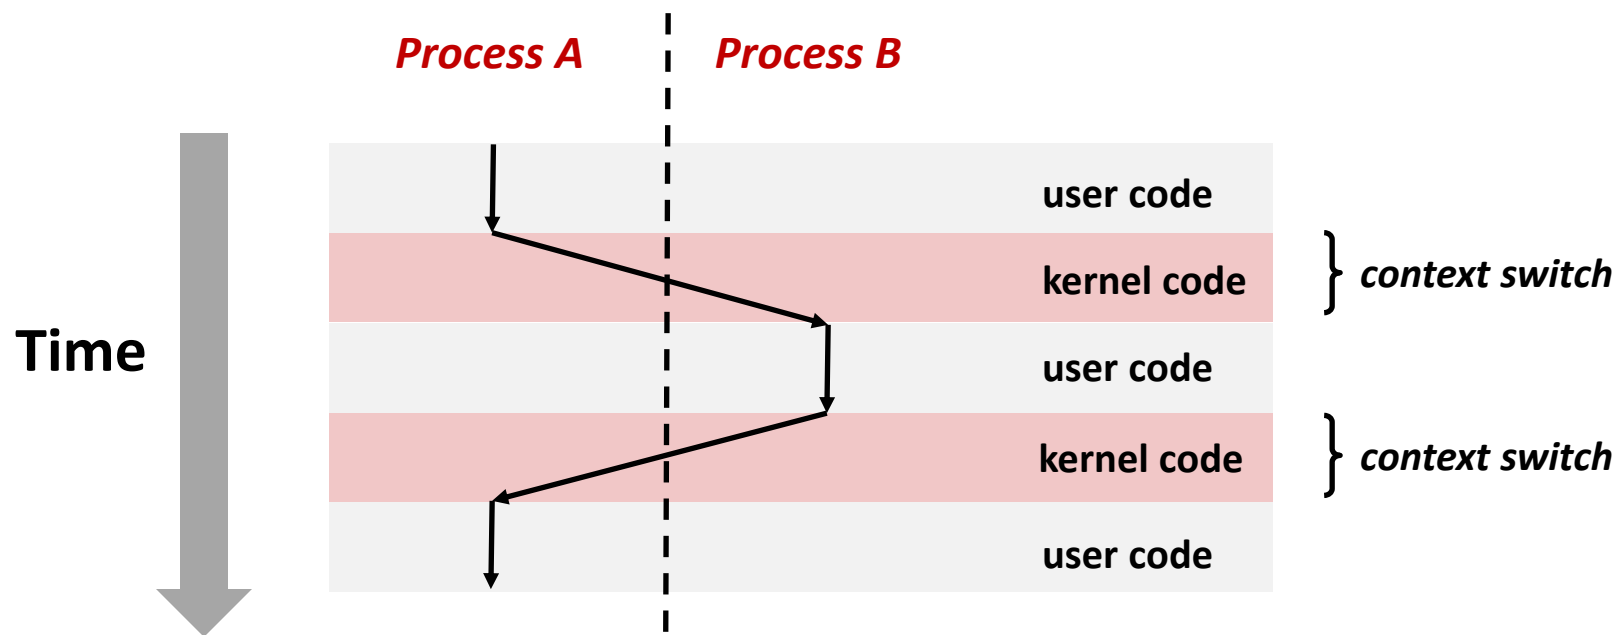 Process A
Process B
user code
kernel code
context switch
Time
user code
kernel code
context switch
user code